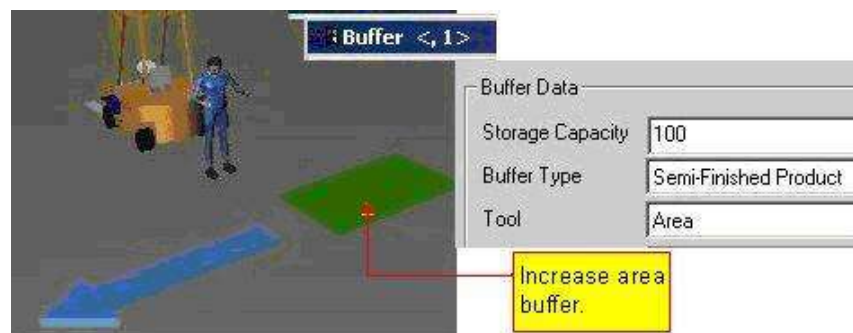 Buffer <, 1>
Buffer Data
Storage Capacity 100
Buffer Type Semi-Finished Product
Tool Area
Increase area
buffer.